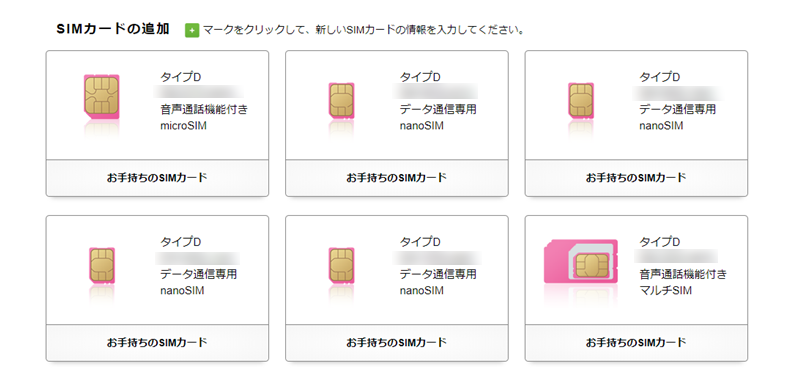 SIMカードの追加
+ マークをクリックして、新しいSIMカードの情報を入力してください。
タイプD
音声通話機能付き
microSIM
お手持ちのSIMカード
タイプD
データ通信専用
nanoSIM
お手持ちのSIMカード
タイプD
データ通信専用
nanoSIM
お手持ちのSIMカード
タイプD
データ通信専用
nanoSIM
お手持ちのSIMカード
タイプD
データ通信専用
nanoSIM
お手持ちのSIMカード
タイプD
音声通話機能付き
マルチSIM
お手持ちのSIMカード